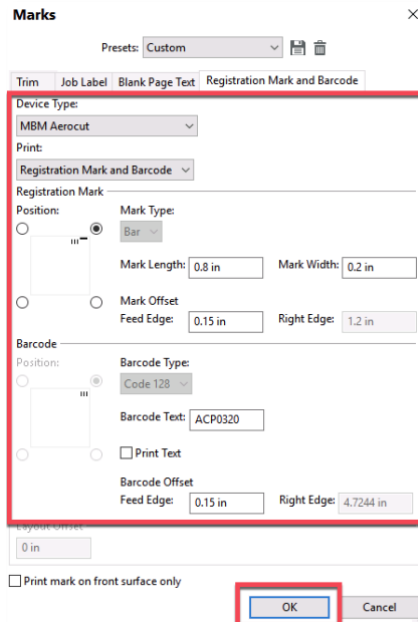 Marks
Presets: Custom
Trim Job Label Blank Page Text Registration Mark and Barcode
Device Type:
MBM Aerocut
Print:
Registration Mark and Barcode
Registration Mark
Position: Mark Type:
Bar
Mark Length: 0.8 in Mark Width: 0.2 in
Mark Offset
Feed Edge: 0.15 in Right Edge: 1.2 in
Barcode
Position: Barcode Type:
Code 128
Barcode Text: ACP0320
Print Text
Barcode Offset
Feed Edge: 0.15 in Right Edge: 4.7244 in
Layout Offset
0 in
Print mark on front surface only
OK Cancel